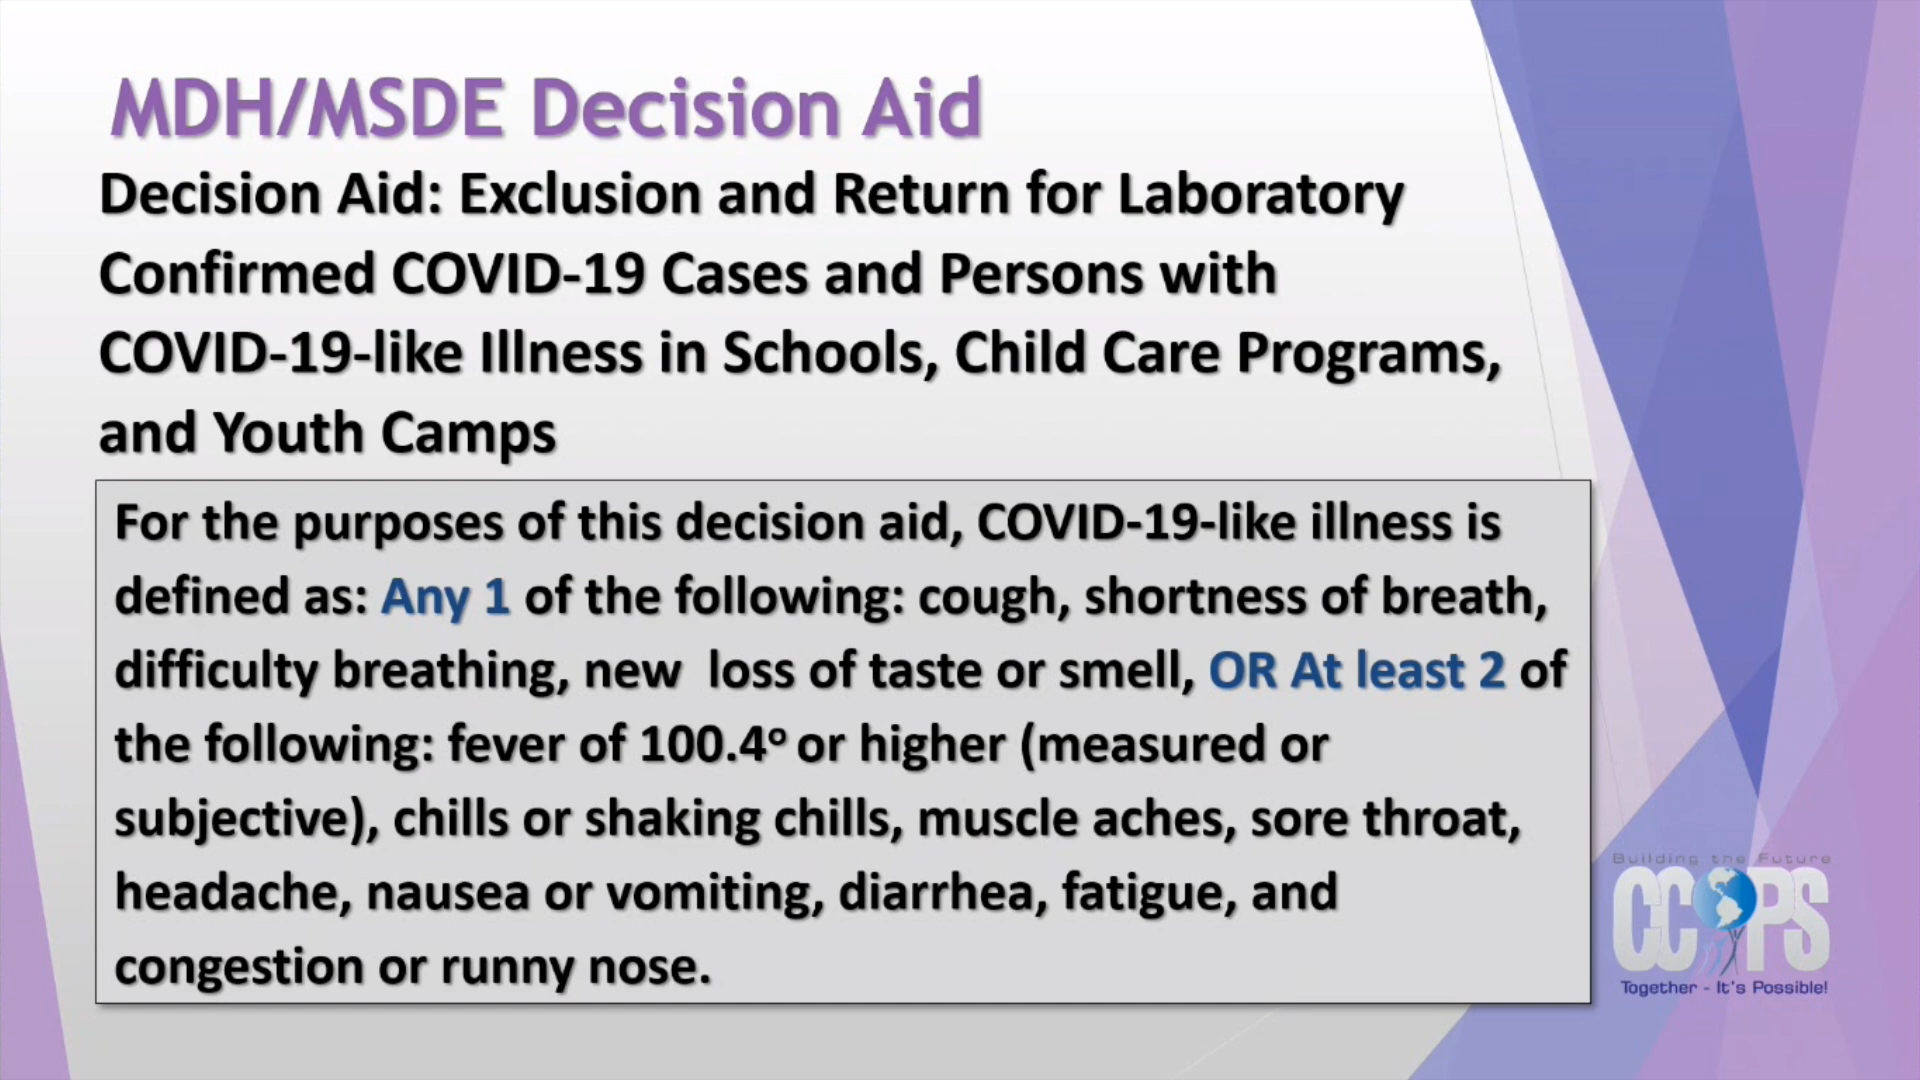 MDH/MSDE Decision Aid
Decision Aid: Exclusion and Return for Laboratory
Confirmed COVID-19 Cases and Persons with
COVID-19-like Illness in Schools, Child Care Programs,
and Youth Camps
For the purposes of this decision aid, COVID-19-like illness is
defined as: Any 1 of the following: cough, shortness of breath,
difficulty breathing, new loss of taste or smell, OR At least 2 of
the following: fever of 100.4º or higher (measured or
subjective), chills or shaking chills, muscle aches, sore throat,
headache, nausea or vomiting, diarrhea, fatigue, and
congestion or runny nose.
Building the Future
CCPS
Together - It's Possible!